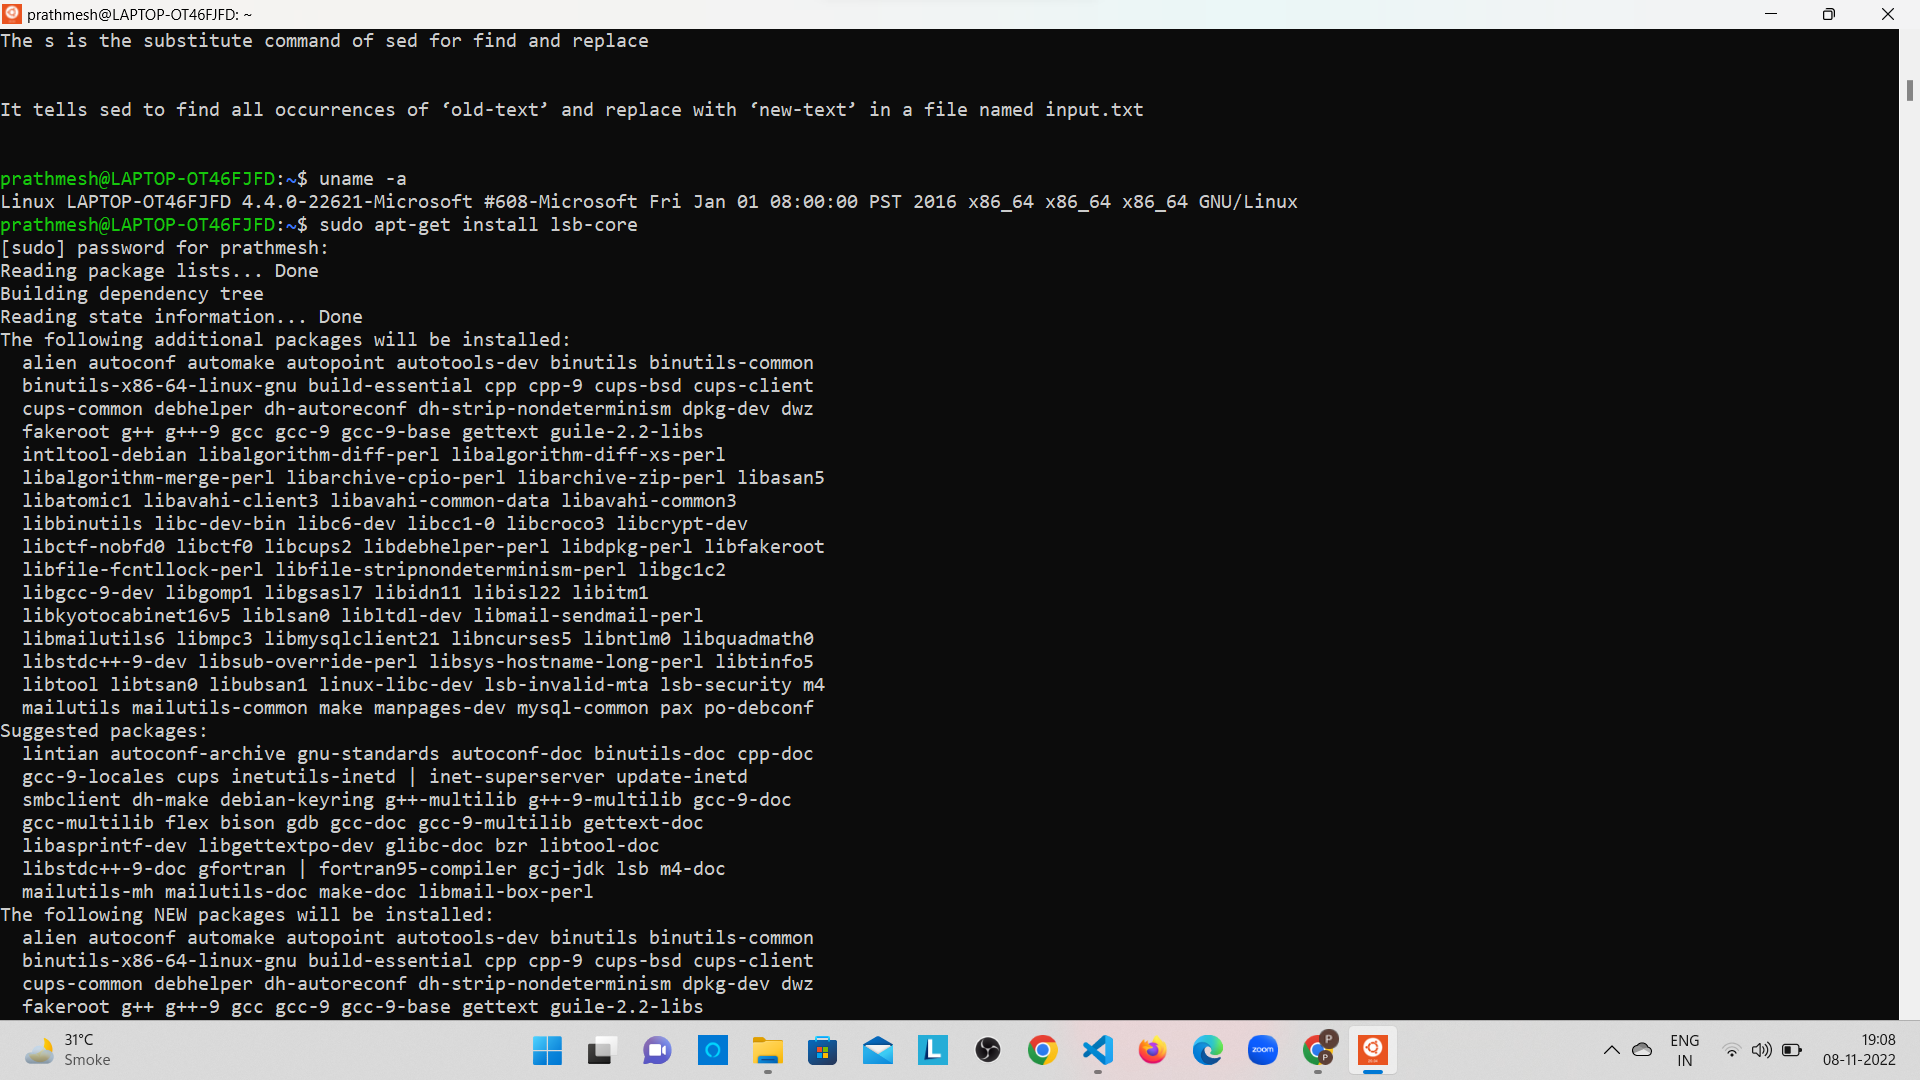 prathmesh@LAPTOP-OT46FJFD: ~
The s is the substitute command of sed for find and replace
It tells sed to find all occurrences of ‘old-text’ and replace with ‘new-text’ in a file named input.txt
prathmesh@LAPTOP-OT46FJFD:~$ uname -a
Linux LAPTOP-OT46FJFD 4.4.0-22621-Microsoft #608-Microsoft Fri Jan 01 08:00:00 PST 2016 x86_64 x86_64 x86_64 GNU/Linux
prathmesh@LAPTOP-OT46FJFD:~$ sudo apt-get install lsb-core
[sudo] password for prathmesh:
Reading package lists... Done
Building dependency tree
Reading state information... Done
The following additional packages will be installed:
  alien autoconf automake autopoint autotools-dev binutils binutils-common
  binutils-x86-64-linux-gnu build-essential cpp cpp-9 cups-bsd cups-client
  cups-common debhelper dh-autoreconf dh-strip-nondeterminism dpkg-dev dwz
  fakeroot g++ g++-9 gcc gcc-9 gcc-9-base gettext guile-2.2-libs
  intltool-debian libalgorithm-diff-perl libalgorithm-diff-xs-perl
  libalgorithm-merge-perl libarchive-cpio-perl libarchive-zip-perl libasan5
  libatomic1 libavahi-client3 libavahi-common-data libavahi-common3
  libbinutils libc-dev-bin libc6-dev libcc1-0 libcroco3 libcrypt-dev
  libctf-nobfd0 libctf0 libcups2 libdebhelper-perl libdpkg-perl libfakeroot
  libfile-fcntllock-perl libfile-stripnondeterminism-perl libgc1c2
  libgcc-9-dev libgomp1 libgsasl7 libidn11 libisl22 libitm1
  libkyotocabinet16v5 liblsan0 libltdl-dev libmail-sendmail-perl
  libmailutils6 libmpc3 libmysqlclient21 libncurses5 libntlm0 libquadmath0
  libstdc++-9-dev libsub-override-perl libsys-hostname-long-perl libtinfo5
  libtool libtsan0 libubsan1 linux-libc-dev lsb-invalid-mta lsb-security m4
  mailutils mailutils-common make manpages-dev mysql-common pax po-debconf
Suggested packages:
  lintian autoconf-archive gnu-standards autoconf-doc binutils-doc cpp-doc
  gcc-9-locales cups inetutils-inetd | inet-superserver update-inetd
  smbclient dh-make debian-keyring g++-multilib g++-9-multilib gcc-9-doc
  gcc-multilib flex bison gdb gcc-doc gcc-9-multilib gettext-doc
  libasprintf-dev libgettextpo-dev glibc-doc bzr libtool-doc
  libstdc++-9-doc gfortran | fortran95-compiler gcj-jdk lsb m4-doc
  mailutils-mh mailutils-doc make-doc libmail-box-perl
The following NEW packages will be installed:
  alien autoconf automake autopoint autotools-dev binutils binutils-common
  binutils-x86-64-linux-gnu build-essential cpp cpp-9 cups-bsd cups-client
  cups-common debhelper dh-autoreconf dh-strip-nondeterminism dpkg-dev dwz
  fakeroot g++ g++-9 gcc gcc-9 gcc-9-base gettext guile-2.2-libs
31°C
Smoke
L
zoom
P
P
ENG
IN
19:08
08-11-2022